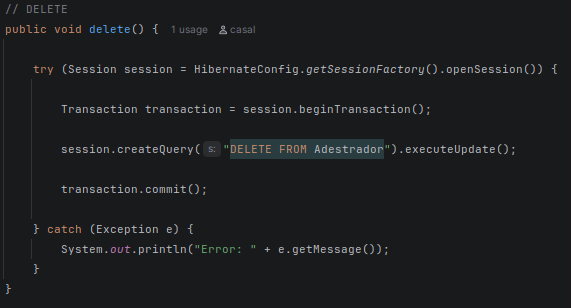 // DELETE
public void delete() { 1 usage casal
try (Session session = HibernateConfig.getSessionFactory().openSession()) {
Transaction transaction = session.beginTransaction();
session.createQuery( s: "DELETE FROM Adestrador").executeUpdate();
transaction.commit();
} catch (Exception e) {
System.out.println("Error: " + e.getMessage());
}
}